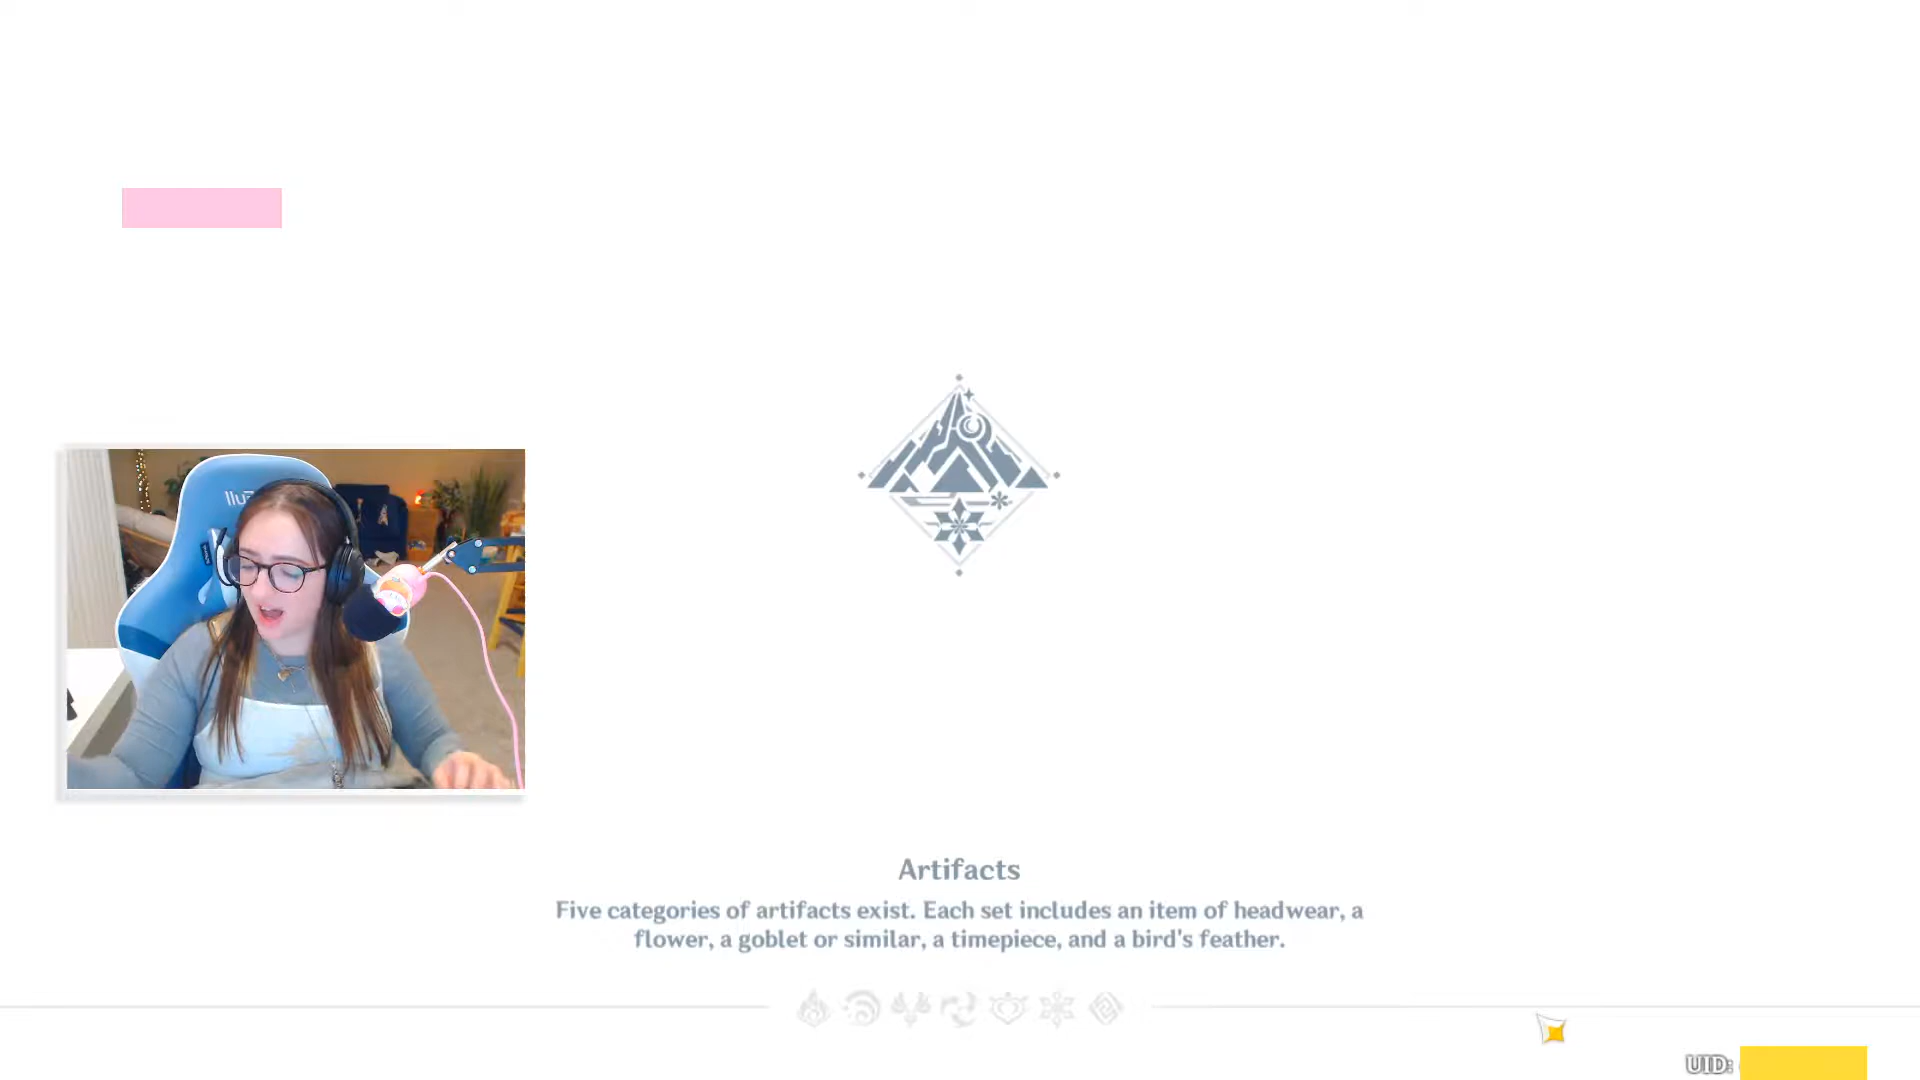 Artifacts
Five categories of artifacts exist. Each set includes an item of headwear, a
flower, a goblet or similar, a timepiece, and a bird's feather.
UID: